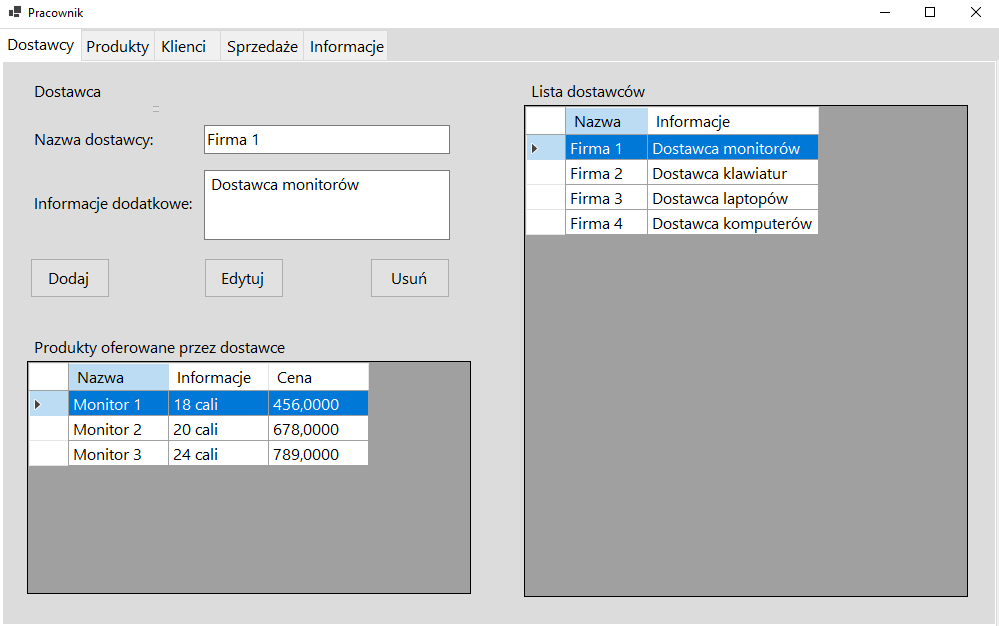 Pracownik
Dostawcy Produkty Klienci Sprzedaże Informacje
Dostawca
Nazwa dostawcy: Firma 1
Informacje dodatkowe: Dostawca monitorów
Dodaj Edytuj Usuń
Produkty oferowane przez dostawce
Nazwa Informacje Cena
Monitor 1 18 cali 456,0000
Monitor 2 20 cali 678,0000
Monitor 3 24 cali 789,0000
Lista dostawców
Nazwa Informacje
Firma 1 Dostawca monitorów
Firma 2 Dostawca klawiatur
Firma 3 Dostawca laptopów
Firma 4 Dostawca komputerów